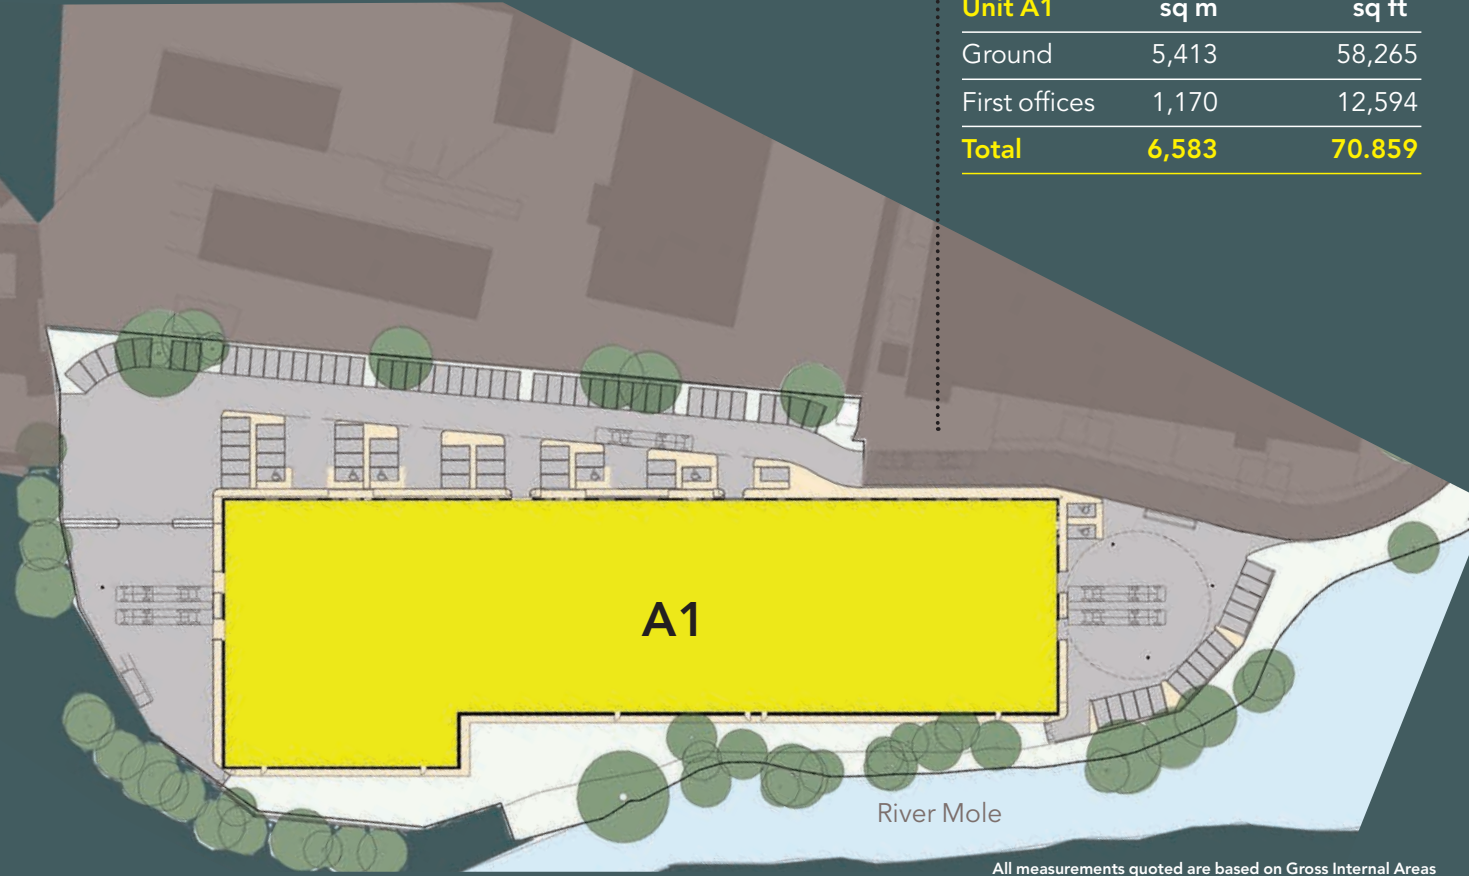 Unit A1 sq m sq ft
Ground 5,413 58,265
First offices 1,170 12,594
Total 6,583 70.859
A1
River Mole
All measurements quoted are based on Gross Internal Areas